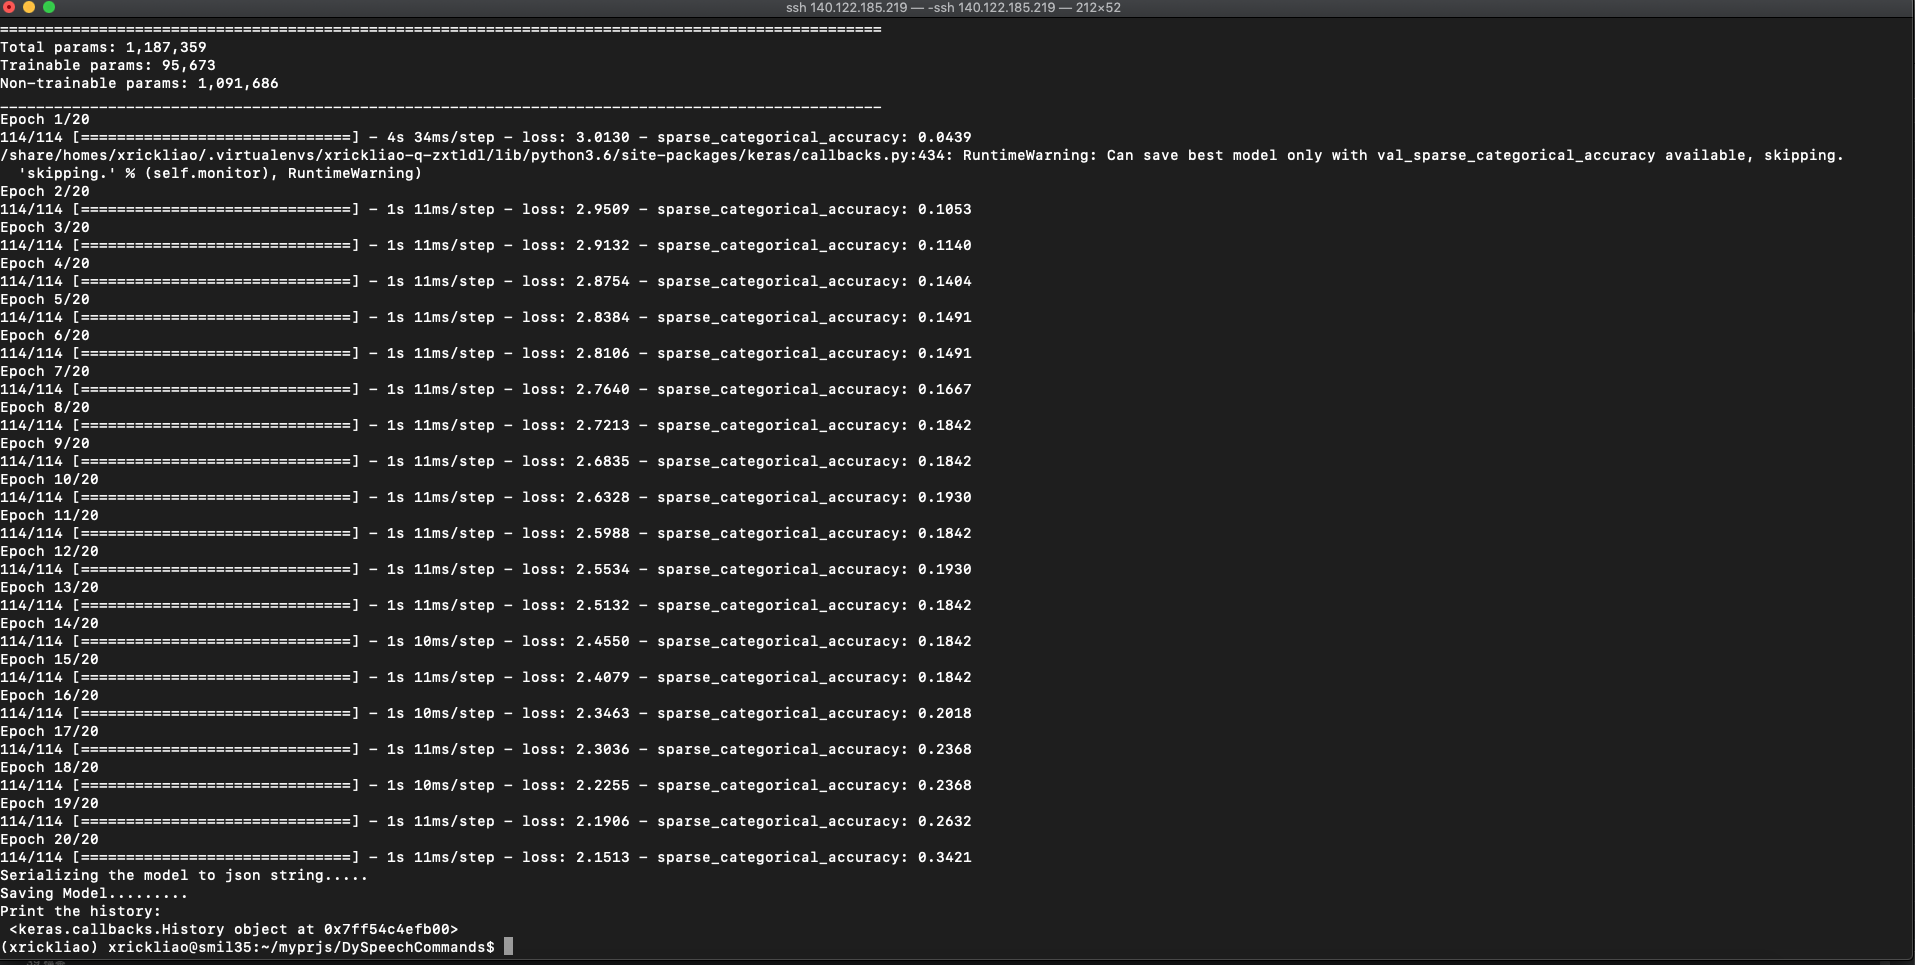 ssh 140.122.185.219 — -ssh 140.122.185.219 — 212×52
==================================================================================================
Total params: 1,187,359
Trainable params: 95,673
Non-trainable params: 1,091,686
__________________________________________________________________________________________________
Epoch 1/20
114/114 [==============================] - 4s 34ms/step - loss: 3.0130 - sparse_categorical_accuracy: 0.0439
/share/homes/xrickliao/.virtualenvs/xrickliao-q-zxtldl/lib/python3.6/site-packages/keras/callbacks.py:434: RuntimeWarning: Can save best model only with val_sparse_categorical_accuracy available, skipping.
  'skipping.' % (self.monitor), RuntimeWarning)
Epoch 2/20
114/114 [==============================] - 1s 11ms/step - loss: 2.9509 - sparse_categorical_accuracy: 0.1053
Epoch 3/20
114/114 [==============================] - 1s 11ms/step - loss: 2.9132 - sparse_categorical_accuracy: 0.1140
Epoch 4/20
114/114 [==============================] - 1s 11ms/step - loss: 2.8754 - sparse_categorical_accuracy: 0.1404
Epoch 5/20
114/114 [==============================] - 1s 11ms/step - loss: 2.8384 - sparse_categorical_accuracy: 0.1491
Epoch 6/20
114/114 [==============================] - 1s 11ms/step - loss: 2.8106 - sparse_categorical_accuracy: 0.1491
Epoch 7/20
114/114 [==============================] - 1s 11ms/step - loss: 2.7640 - sparse_categorical_accuracy: 0.1667
Epoch 8/20
114/114 [==============================] - 1s 11ms/step - loss: 2.7213 - sparse_categorical_accuracy: 0.1842
Epoch 9/20
114/114 [==============================] - 1s 11ms/step - loss: 2.6835 - sparse_categorical_accuracy: 0.1842
Epoch 10/20
114/114 [==============================] - 1s 11ms/step - loss: 2.6328 - sparse_categorical_accuracy: 0.1930
Epoch 11/20
114/114 [==============================] - 1s 11ms/step - loss: 2.5988 - sparse_categorical_accuracy: 0.1842
Epoch 12/20
114/114 [==============================] - 1s 11ms/step - loss: 2.5534 - sparse_categorical_accuracy: 0.1930
Epoch 13/20
114/114 [==============================] - 1s 11ms/step - loss: 2.5132 - sparse_categorical_accuracy: 0.1842
Epoch 14/20
114/114 [==============================] - 1s 10ms/step - loss: 2.4550 - sparse_categorical_accuracy: 0.1842
Epoch 15/20
114/114 [==============================] - 1s 11ms/step - loss: 2.4079 - sparse_categorical_accuracy: 0.1842
Epoch 16/20
114/114 [==============================] - 1s 10ms/step - loss: 2.3463 - sparse_categorical_accuracy: 0.2018
Epoch 17/20
114/114 [==============================] - 1s 11ms/step - loss: 2.3036 - sparse_categorical_accuracy: 0.2368
Epoch 18/20
114/114 [==============================] - 1s 10ms/step - loss: 2.2255 - sparse_categorical_accuracy: 0.2368
Epoch 19/20
114/114 [==============================] - 1s 11ms/step - loss: 2.1906 - sparse_categorical_accuracy: 0.2632
Epoch 20/20
114/114 [==============================] - 1s 11ms/step - loss: 2.1513 - sparse_categorical_accuracy: 0.3421
Serializing the model to json string.....
Saving Model.........
Print the history:
 <keras.callbacks.History object at 0x7ff54c4efb00>
(xrickliao) xrickliao@smil35:~/myprjs/DySpeechCommands$